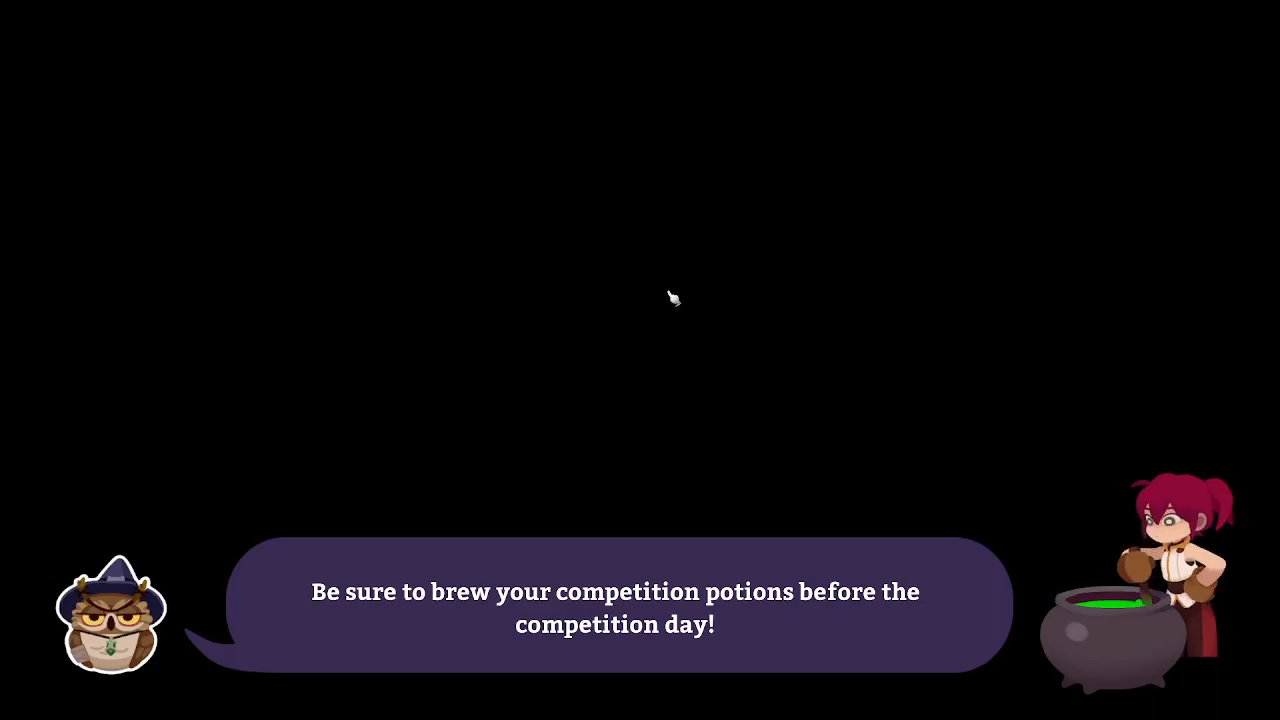 Be sure to brew your competition potions before the
competition day!